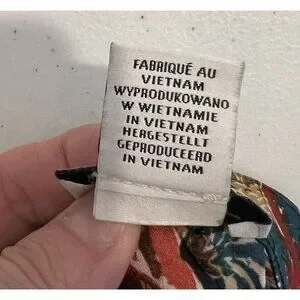 FABRIQUÉ AU
VIETNAM
WYPRODUKOWANO
W WIETNAMIE
IN VIETNAM
HERGESTELLT
GEPRODUCEERD
IN VIETNAM